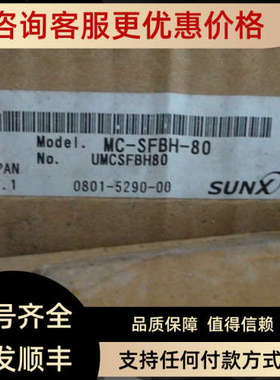 咨询客服更优惠价格
Model. MC-SFBH-80
No. UMCSFBH80
PAN
.1
0801-5290-00
SUNX
号齐全
发顺丰
品质保障 值得信赖
支持任何付款方式